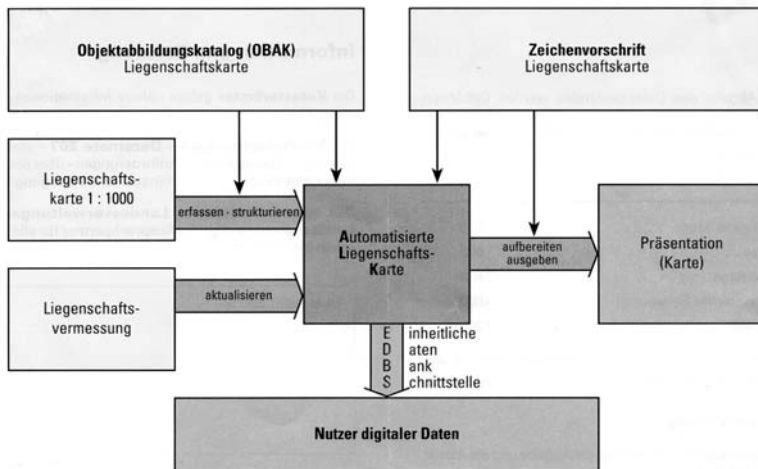 Objektabbildungskatalog (OBAK)
Liegenschaftskarte
Zeichenvorschrift
Liegenschaftskarte
Liegenschafts-
karte 1 : 1000
erfassen - strukturieren
Automatisierte
Liegenschafts-
Karte
aufbereiten
ausgeben
Präsentation
(Karte)
Liegenschafts-
vermessung
aktualisieren
E inheitliche
D aten
B ank
S chnittstelle
Nutzer digitaler Daten